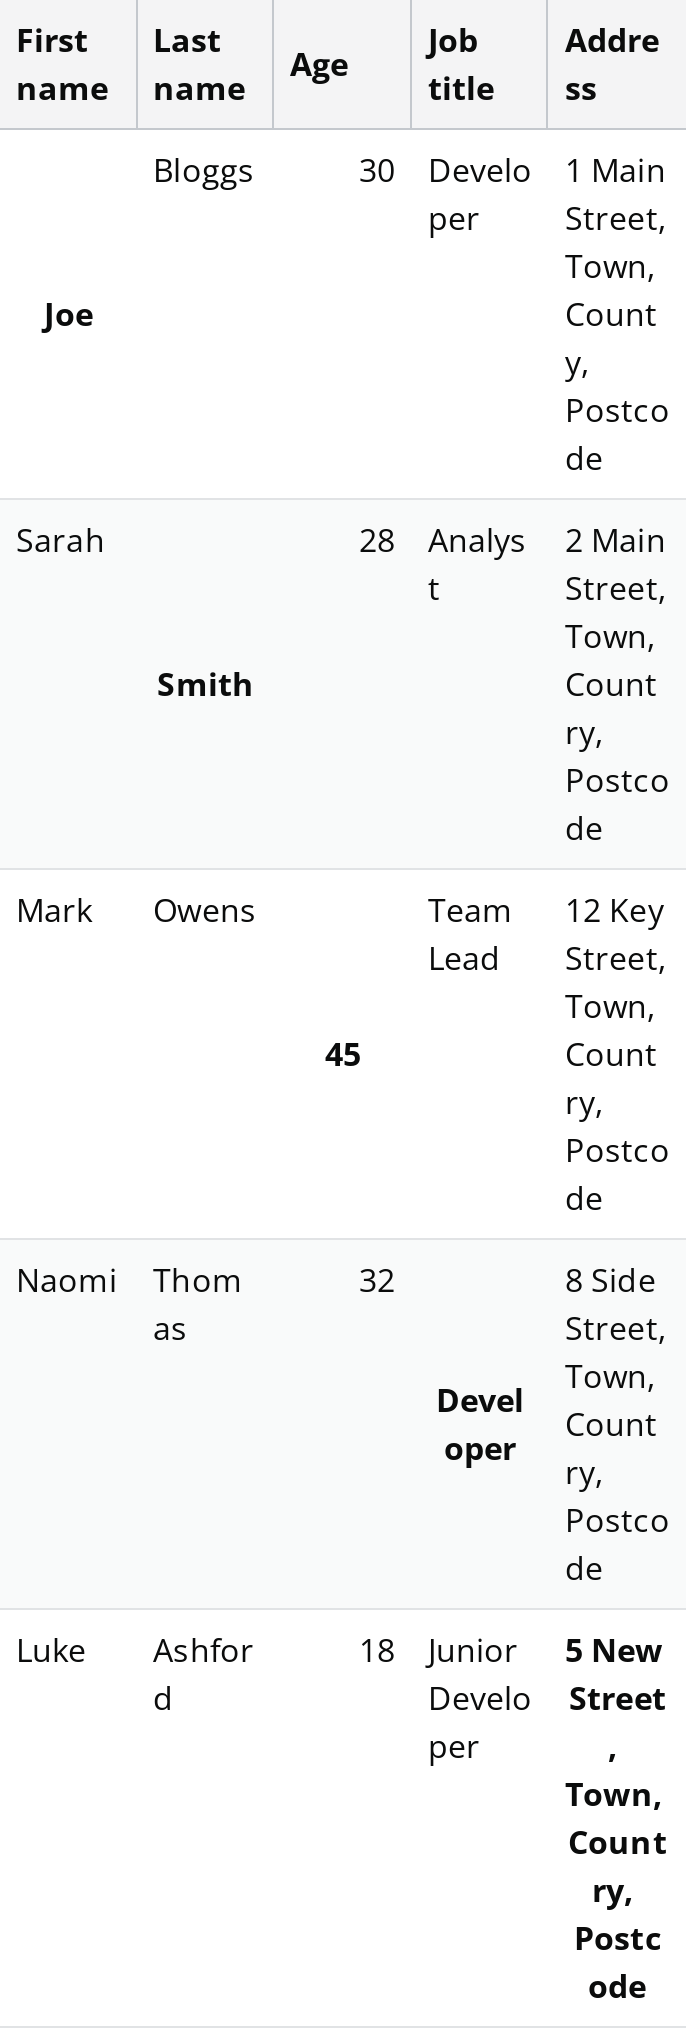 First name
Last name
Age
Job title
Address
Joe
Bloggs
30
Develo
per
1 Main
Street,
Town,
Count
y,
Postco
de
Sarah
Smith
28
Analys
t
2 Main
Street,
Town,
Count
ry,
Postco
de
Mark
Owens
45
Team
Lead
12 Key
Street,
Town,
Count
ry,
Postco
de
Naomi
Thom
as
32
Devel
oper
8 Side
Street,
Town,
Count
ry,
Postco
de
Luke
Ashfor
d
18
Junior
Develo
per
5 New
Street
,
Town,
Count
ry,
Postc
ode